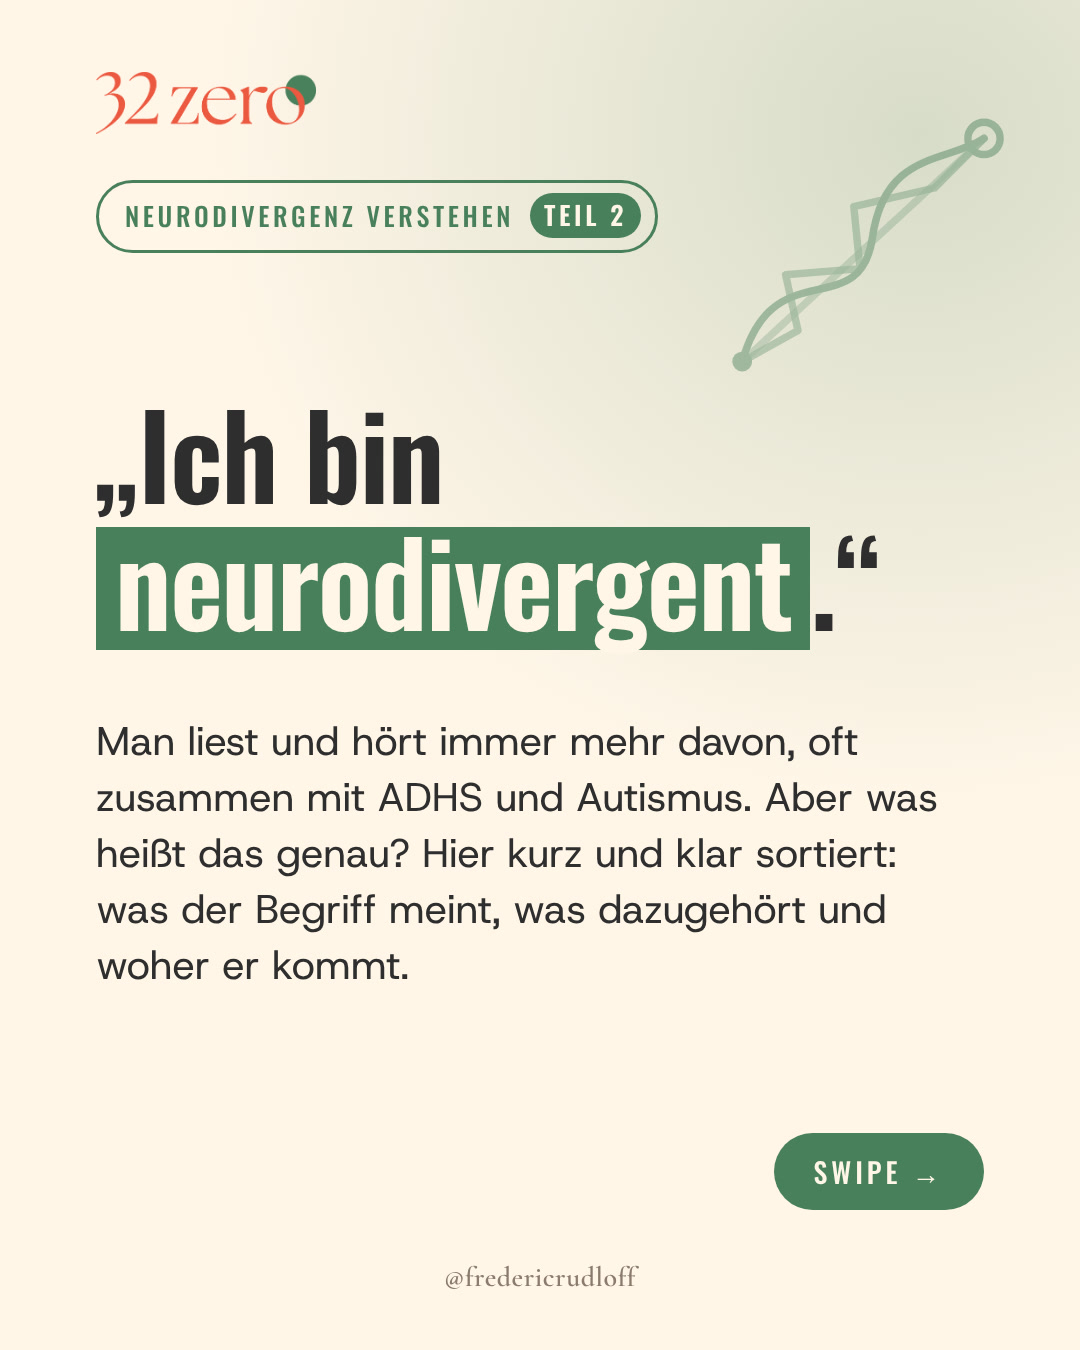 32 zero
NEURODIVERGENZ VERSTEHEN TEIL 2
„Ich bin
neurodivergent.“
Man liest und hört immer mehr davon, oft
zusammen mit ADHS und Autismus. Aber was
heißt das genau? Hier kurz und klar sortiert:
was der Begriff meint, was dazugehört und
woher er kommt.
SWIPE →
@fredericrudloff